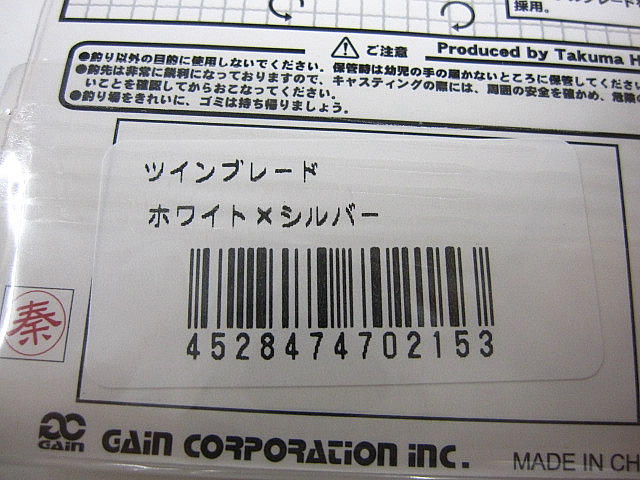 採用。
ご注意
Produced by Takuma H
●釣り以外の目的に使用しないでください。保管時は幼児の手の届かないところに保管してください
●釣先は非常に鋭利になっておりますので、キャスティングの際には、周囲の安全を確かめ、危険の
いことを確認してからおこなってください。
●釣り場をきれいに、ゴミは持ち帰りましょう。
ツインブレード
ホワイト×シルバー
4528474702153
秦
GAIN
GAIN CORPORATION INC.
MADE IN CH